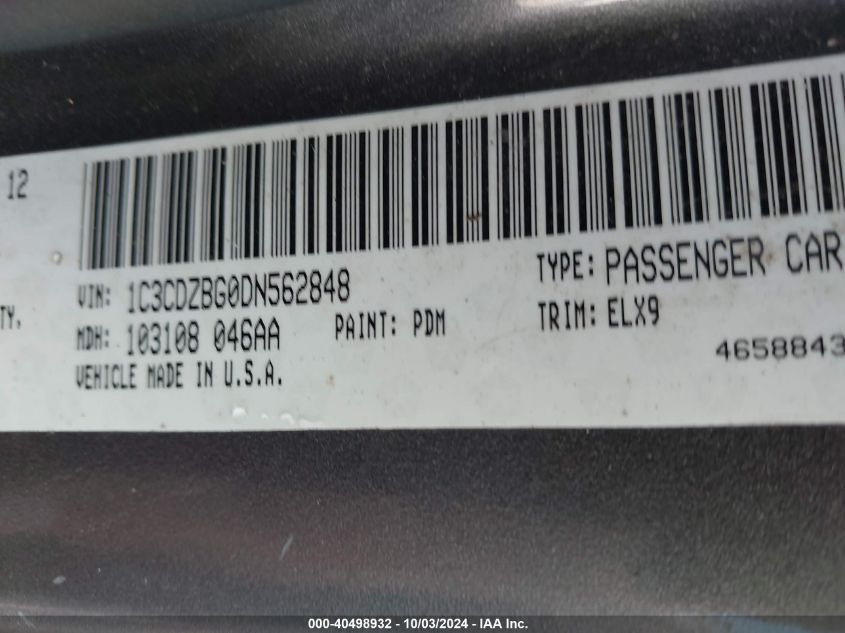 12
TY.
VIN: 1C3CDZBG0DN562848
TYPE: PASSENGER CAR
MDH: 103108 046AA
PAINT: PDM
TRIM: ELX9
VEHICLE MADE IN U.S.A.
4658843
000-40498932 - 10/03/2024 - IAA Inc.